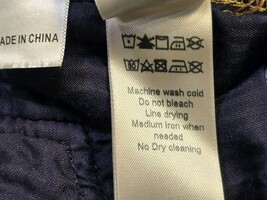 ADE IN CHINA
Machine wash cold
Do not bleach
Line drying
Medium iron when
needed
No Dry cleaning